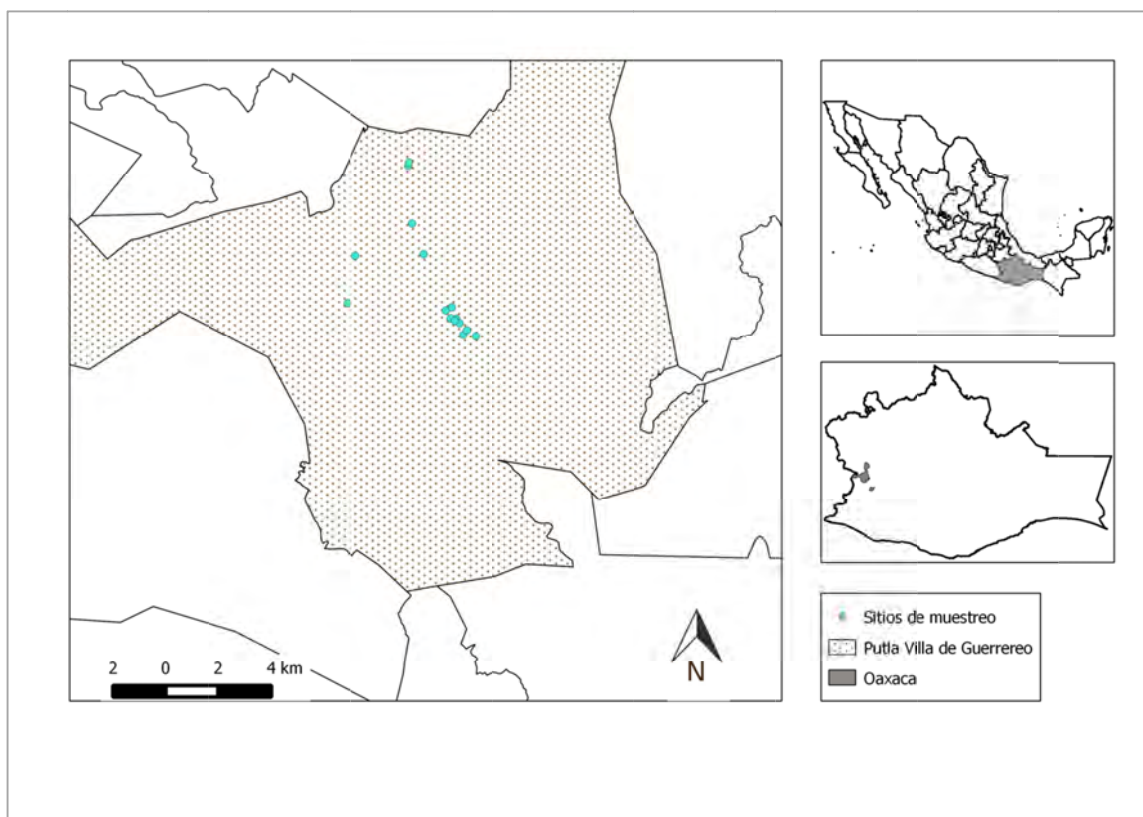 2 0 2 4 km
N
Sitios de muestreo
Putla Villa de Guerrereo
Oaxaca